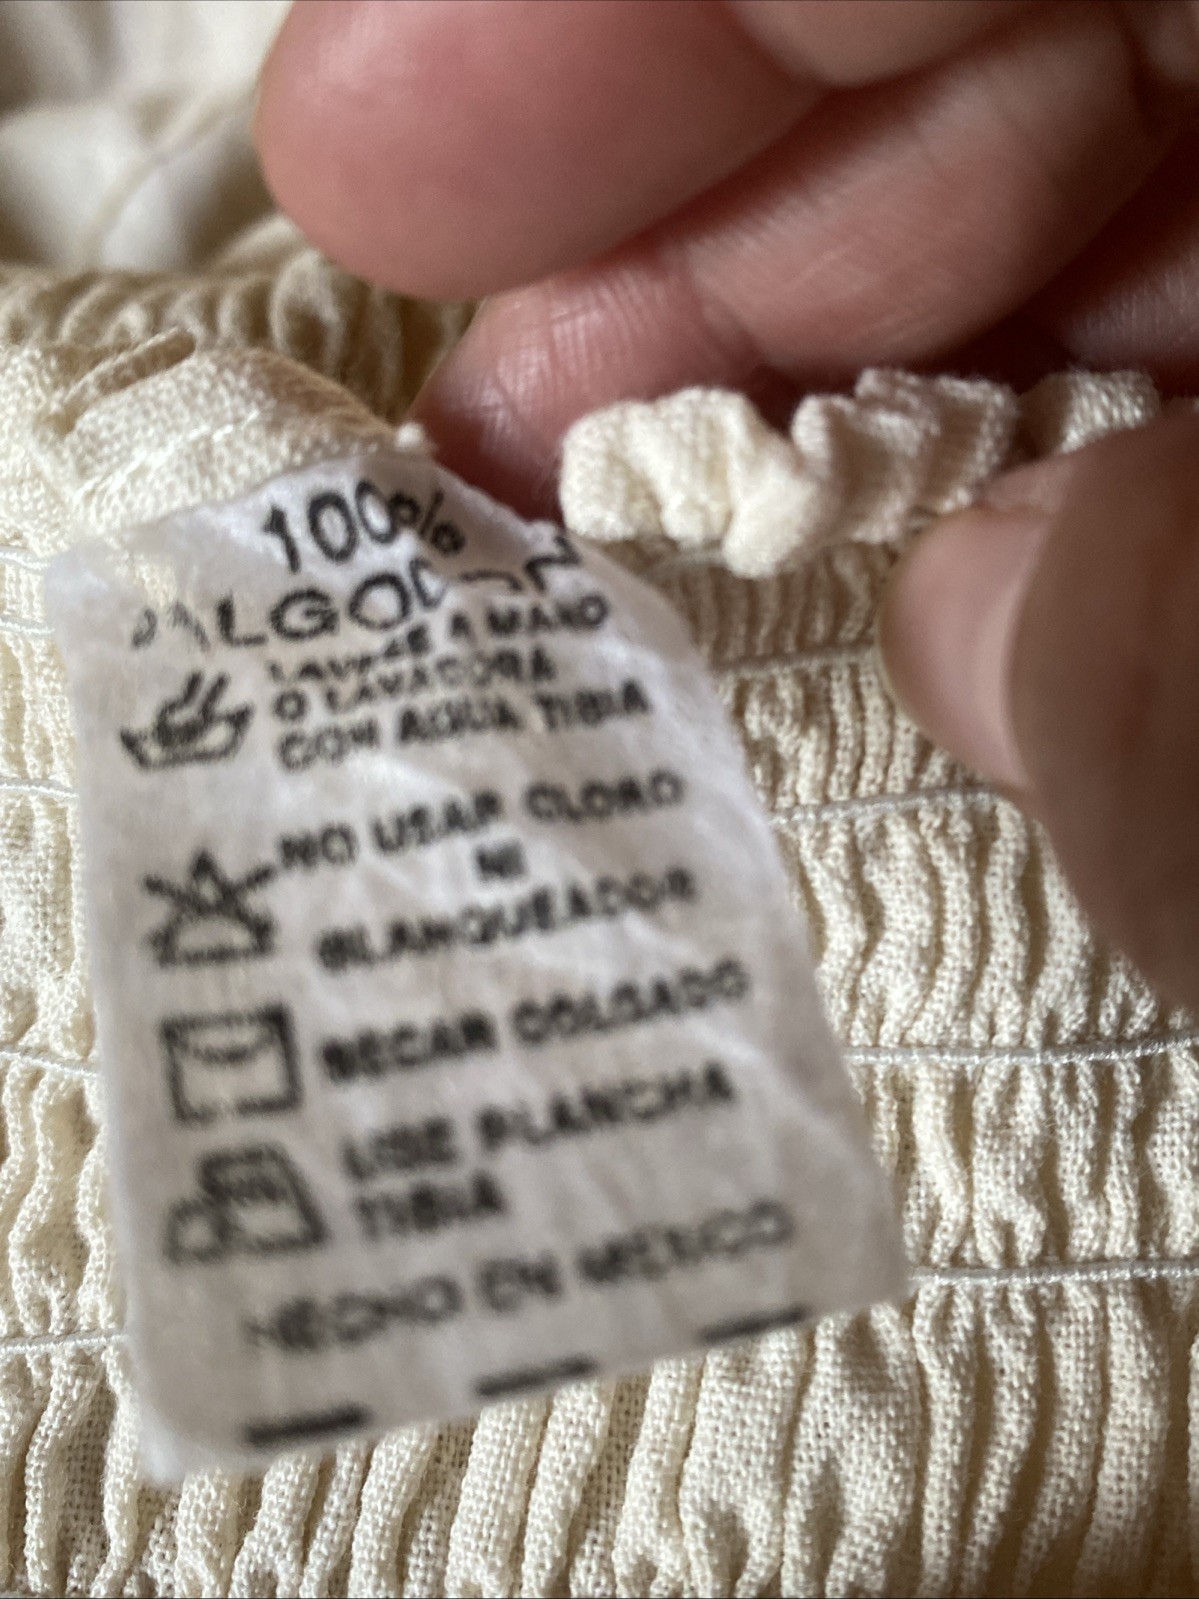 100%
ALGODON
LAVESE A MANO
O LAVADORA
CON AGUA TIBIA
NO USAR CLORO
NI
BLANQUEADOR
SECAR COLGADO
USE PLANCHA
TIBIA
HECHO EN MEXICO